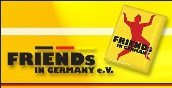 FRIENDs
IN GERMANY e.V.
FRIENDS
IN GERMANY